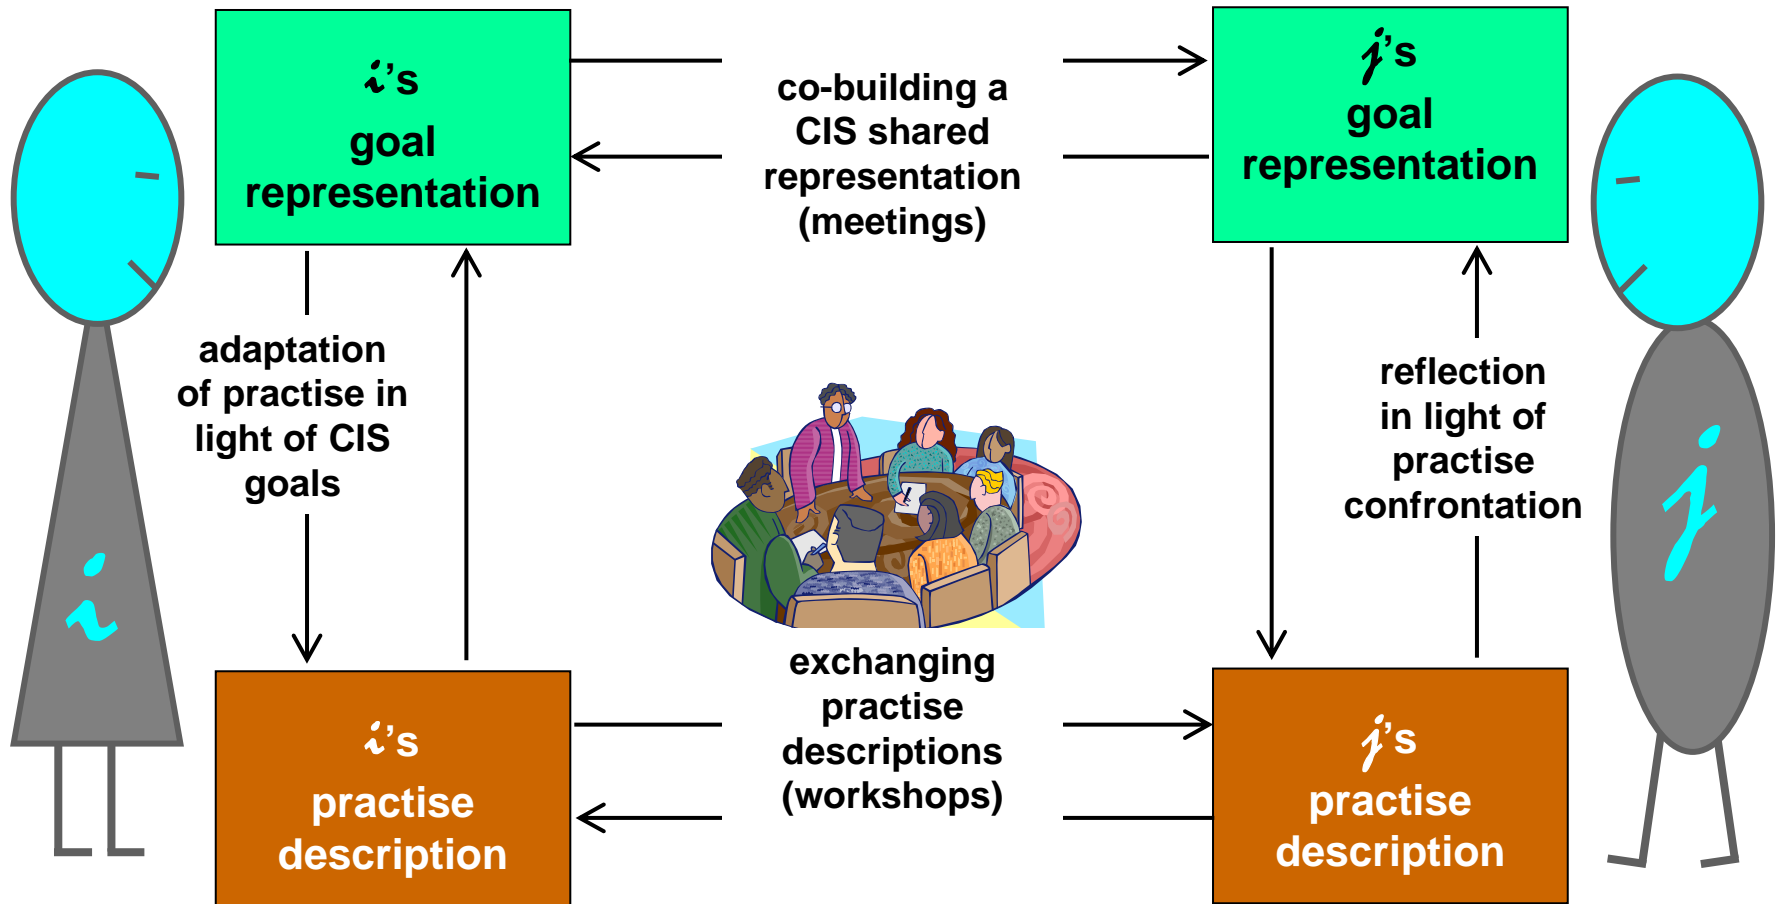 i's
goal
representation
co-building a
CIS shared
representation
(meetings)
j's
goal
representation
adaptation
of practise in
light of CIS
goals
reflection
in light of
practise
confrontation
i
j
i's
practise
description
exchanging
practise
descriptions
(workshops)
j's
practise
description